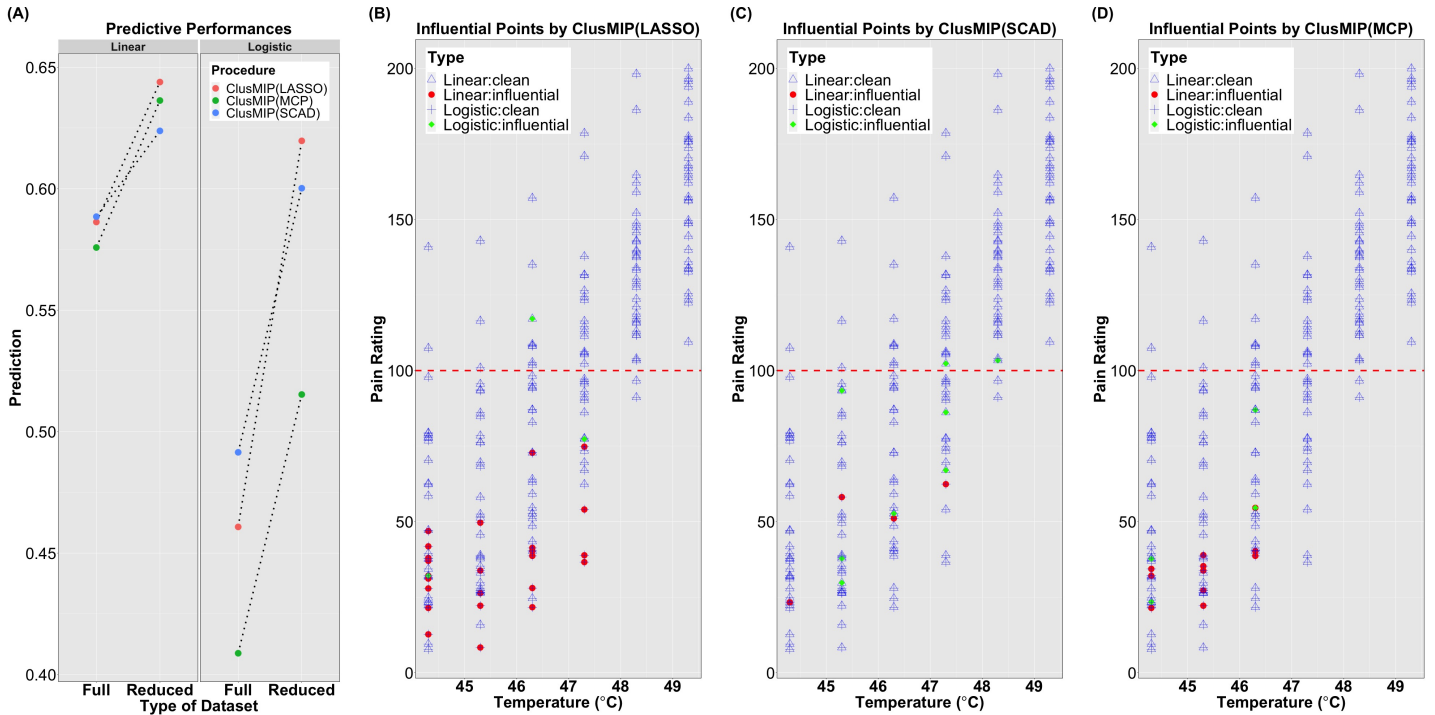 (A)
Predictive Performances
Linear
Logistic
Procedure
ClusMIP(LASSO)
ClusMIP(MCP)
ClusMIP(SCAD)
Prediction
0.65
0.60
0.55
0.50
0.45
0.40
Full
Reduced
Full
Reduced
Type of Dataset
(B)
Influential Points by ClusMIP(LASSO)
Type
Linear:clean
Linear:influential
Logistic:clean
Logistic:influential
Pain Rating
200
150
100
50
0
45
46
47
48
49
Temperature (°C)
(C)
Influential Points by ClusMIP(SCAD)
Type
Linear:clean
Linear:influential
Logistic:clean
Logistic:influential
Pain Rating
200
150
100
50
0
45
46
47
48
49
Temperature (°C)
(D)
Influential Points by ClusMIP(MCP)
Type
Linear:clean
Linear:influential
Logistic:clean
Logistic:influential
Pain Rating
200
150
100
50
0
45
46
47
48
49
Temperature (°C)